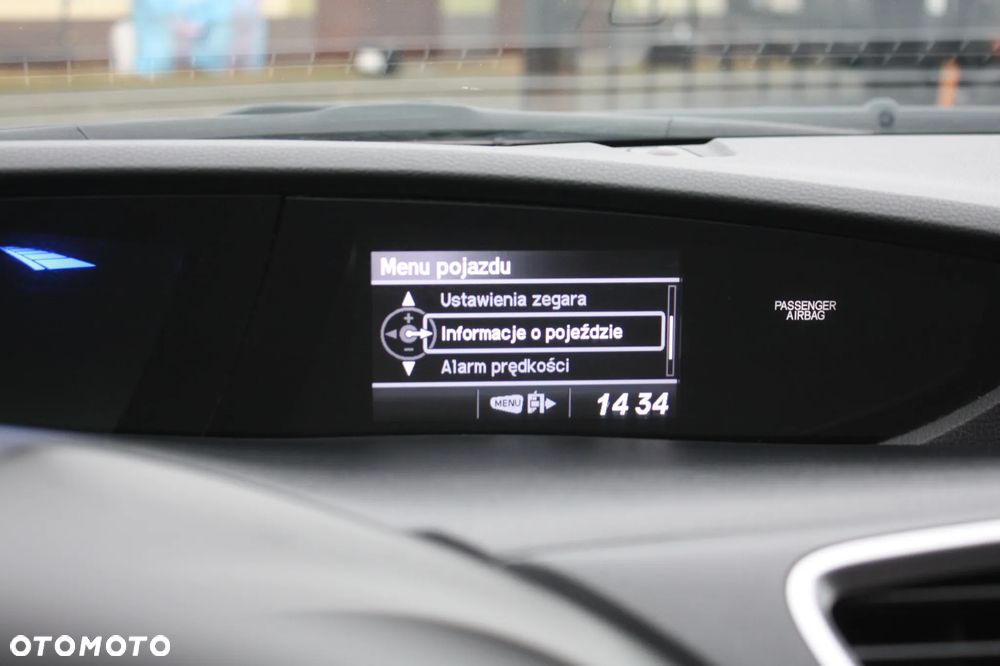 Menu pojazdu
Ustawienia zegara
Informacje o pojeździe
Alarm prędkości
MENU
14 34
PASSENGER
AIRBAG
OTOMOTO